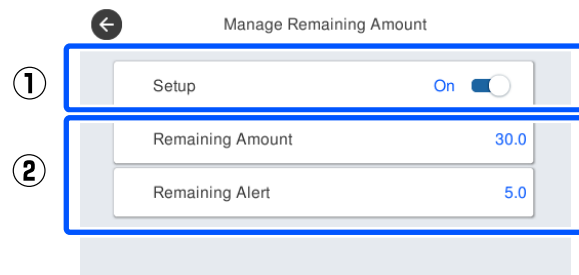 Manage Remaining Amount
① Setup On
② Remaining Amount 30.0
Remaining Alert 5.0